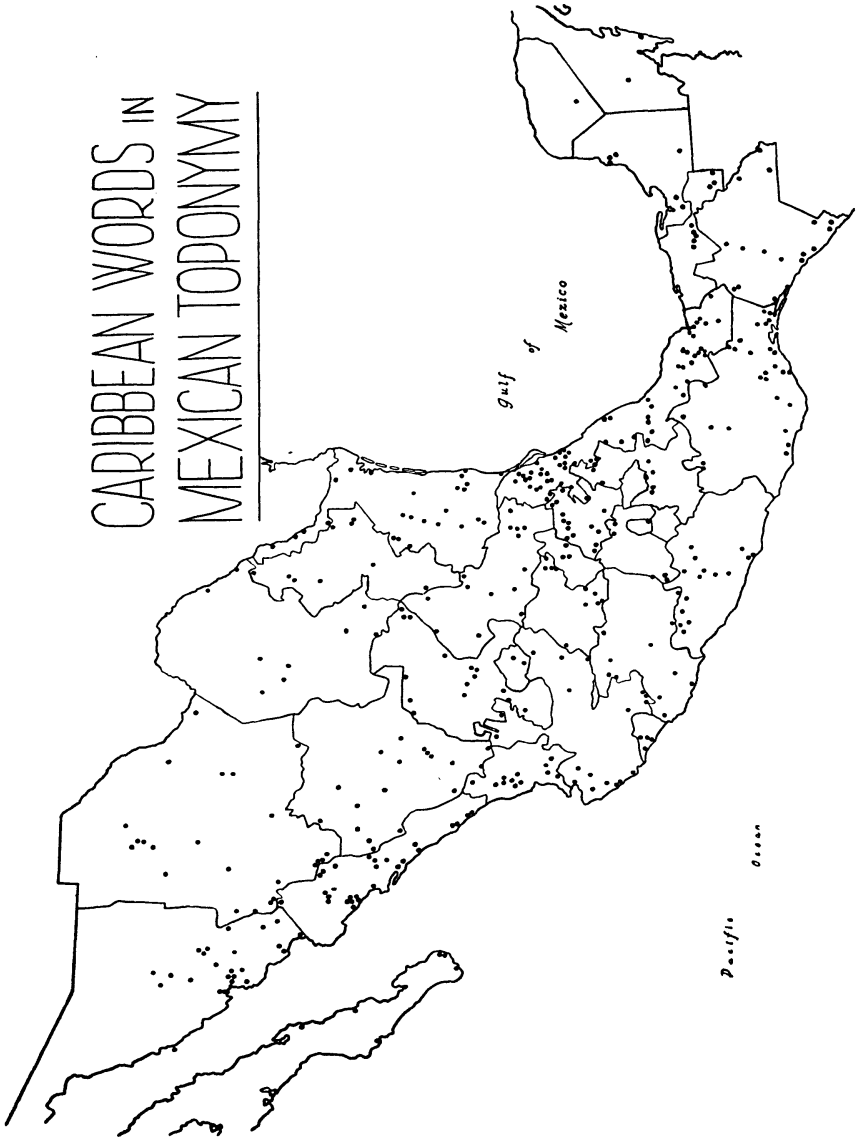 CARIBBEAN WORDS IN
MEXICAN TOPONYMY
Gulf
of
Mexico
Pacific
Ocean